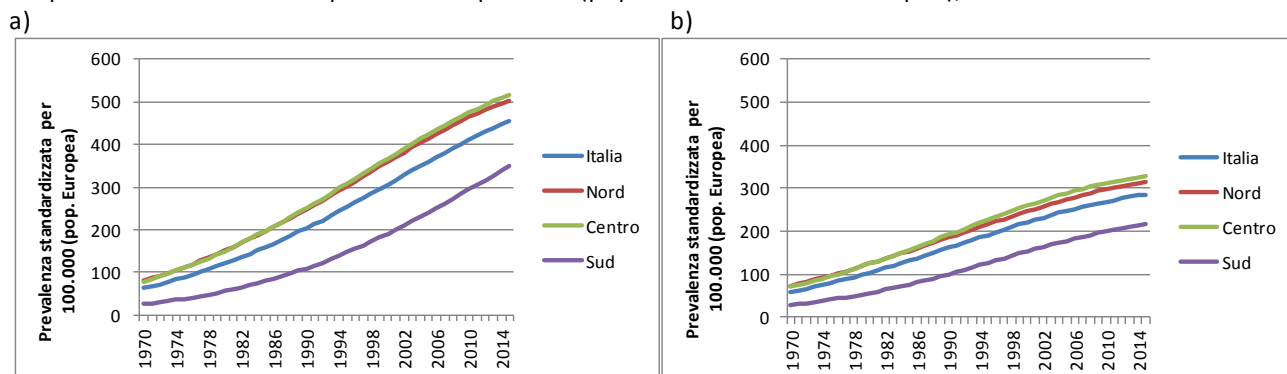 a)
b)
Prevalenza standardizzata per
100.000 (pop. Europea)
600
500
400
300
200
100
0
1970
1974
1978
1982
1986
1990
1994
1998
2002
2006
2010
2014
Italia
Nord
Centro
Sud
Prevalenza standardizzata per
100.000 (pop. Europea)
600
500
400
300
200
100
0
1970
1974
1978
1982
1986
1990
1994
1998
2002
2006
2010
2014
Italia
Nord
Centro
Sud